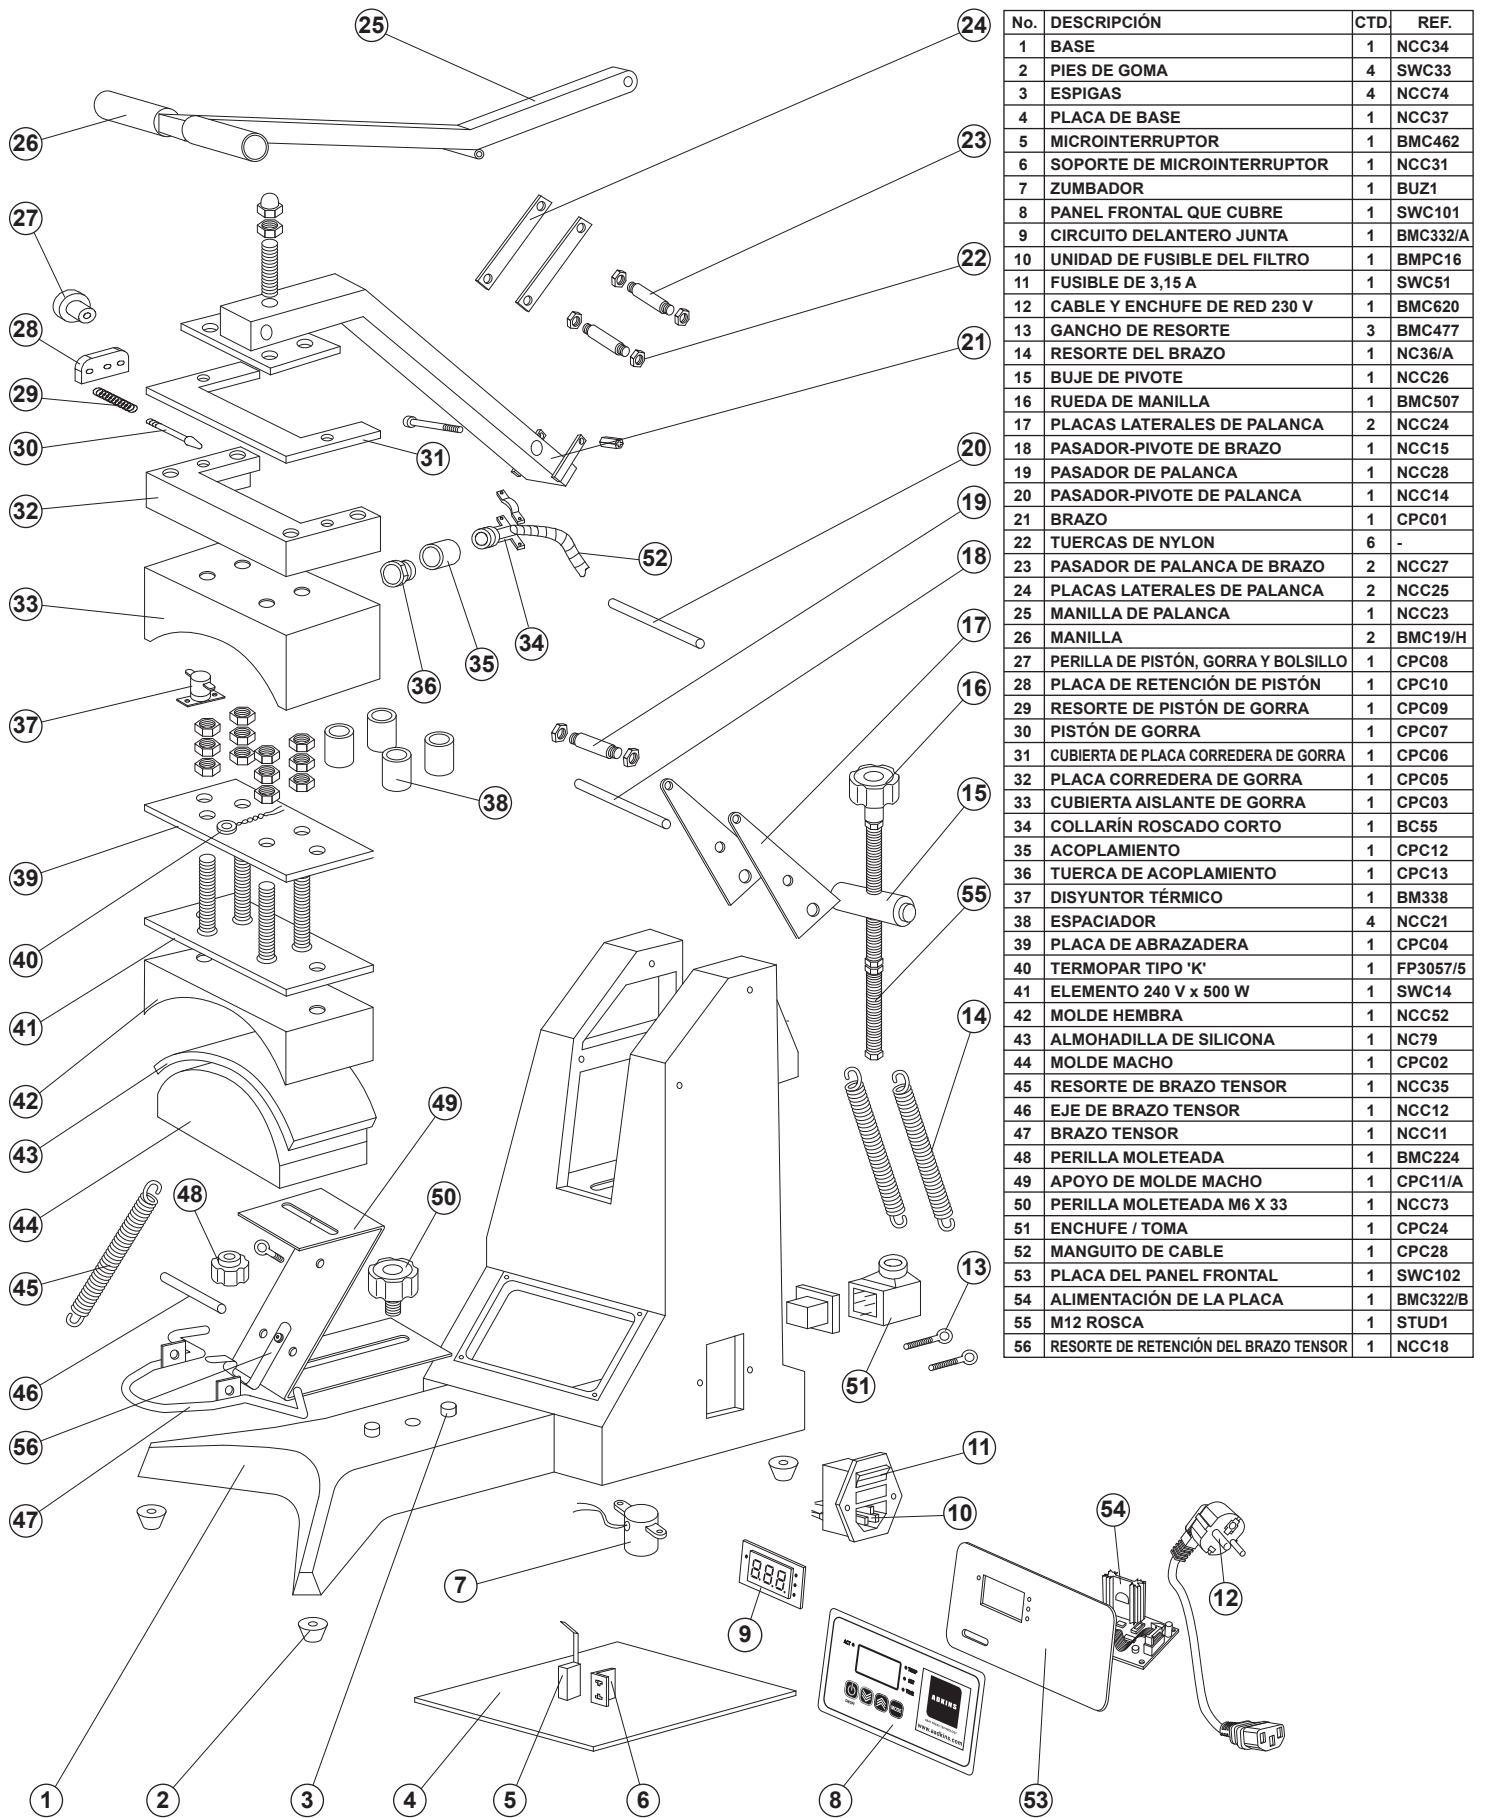 No. DESCRIPCIÓN CTD. REF.
1 BASE 1 NCC34
2 PIES DE GOMA 4 SWC33
3 ESPIGAS 4 NCC74
4 PLACA DE BASE 1 NCC37
5 MICROINTERRUPTOR 1 BMC462
6 SOPORTE DE MICROINTERRUPTOR 1 NCC31
7 ZUMBADOR 1 BUZ1
8 PANEL FRONTAL QUE CUBRE 1 SWC101
9 CIRCUITO DELANTERO JUNTA 1 BMC332/A
10 UNIDAD DE FUSIBLE DEL FILTRO 1 BMPC16
11 FUSIBLE DE 3,15 A 1 SWC51
12 CABLE Y ENCHUFE DE RED 230 V 1 BMC620
13 GANCHO DE RESORTE 3 BMC477
14 RESORTE DEL BRAZO 1 NC36/A
15 BUJE DE PIVOTE 1 NCC26
16 RUEDA DE MANILLA 1 BMC507
17 PLACAS LATERALES DE PALANCA 2 NCC24
18 PASADOR-PIVOTE DE BRAZO 1 NCC15
19 PASADOR DE PALANCA 1 NCC28
20 PASADOR-PIVOTE DE PALANCA 1 NCC14
21 BRAZO 1 CPC01
22 TUERCAS DE NYLON 6 -
23 PASADOR DE PALANCA DE BRAZO 2 NCC27
24 PLACAS LATERALES DE PALANCA 2 NCC25
25 MANILLA DE PALANCA 1 NCC23
26 MANILLA 2 BMC19/H
27 PERILLA DE PISTÓN, GORRA Y BOLSILLO 1 CPC08
28 PLACA DE RETENCIÓN DE PISTÓN 1 CPC10
29 RESORTE DE PISTÓN DE GORRA 1 CPC09
30 PISTÓN DE GORRA 1 CPC07
31 CUBIERTA DE PLACA CORREDERA DE GORRA 1 CPC06
32 PLACA CORREDERA DE GORRA 1 CPC05
33 CUBIERTA AISLANTE DE GORRA 1 CPC03
34 COLLARÍN ROSCADO CORTO 1 BC55
35 ACOPLAMIENTO 1 CPC12
36 TUERCA DE ACOPLAMIENTO 1 CPC13
37 DISYUNTOR TÉRMICO 1 BM338
38 ESPACIADOR 4 NCC21
39 PLACA DE ABRAZADERA 1 CPC04
40 TERMOPAR TIPO 'K' 1 FP3057/5
41 ELEMENTO 240 V x 500 W 1 SWC14
42 MOLDE HEMBRA 1 NCC52
43 ALMOHADILLA DE SILICONA 1 NC79
44 MOLDE MACHO 1 CPC02
45 RESORTE DE BRAZO TENSOR 1 NCC35
46 EJE DE BRAZO TENSOR 1 NCC12
47 BRAZO TENSOR 1 NCC11
48 PERILLA MOLETEADA 1 BMC224
49 APOYO DE MOLDE MACHO 1 CPC11/A
50 PERILLA MOLETEADA M6 X 33 1 NCC73
51 ENCHUFE / TOMA 1 CPC24
52 MANGUITO DE CABLE 1 CPC28
53 PLACA DEL PANEL FRONTAL 1 SWC102
54 ALIMENTACIÓN DE LA PLACA 1 BMC322/B
55 M12 ROSCA 1 STUD1
56 RESORTE DE RETENCIÓN DEL BRAZO TENSOR 1 NCC18
25
24
26
23
27
22
28
21
29
30
31
20
32
19
52
18
33
34
17
35
36
16
37
38
15
39
55
40
14
41
42
49
43
48
50
44
13
45
46
51
56
11
47
10
54
7
12
9
8.8.8.
ACT
ADKINS
www.aadkins.com
1
2
3
4
5
6
8
53